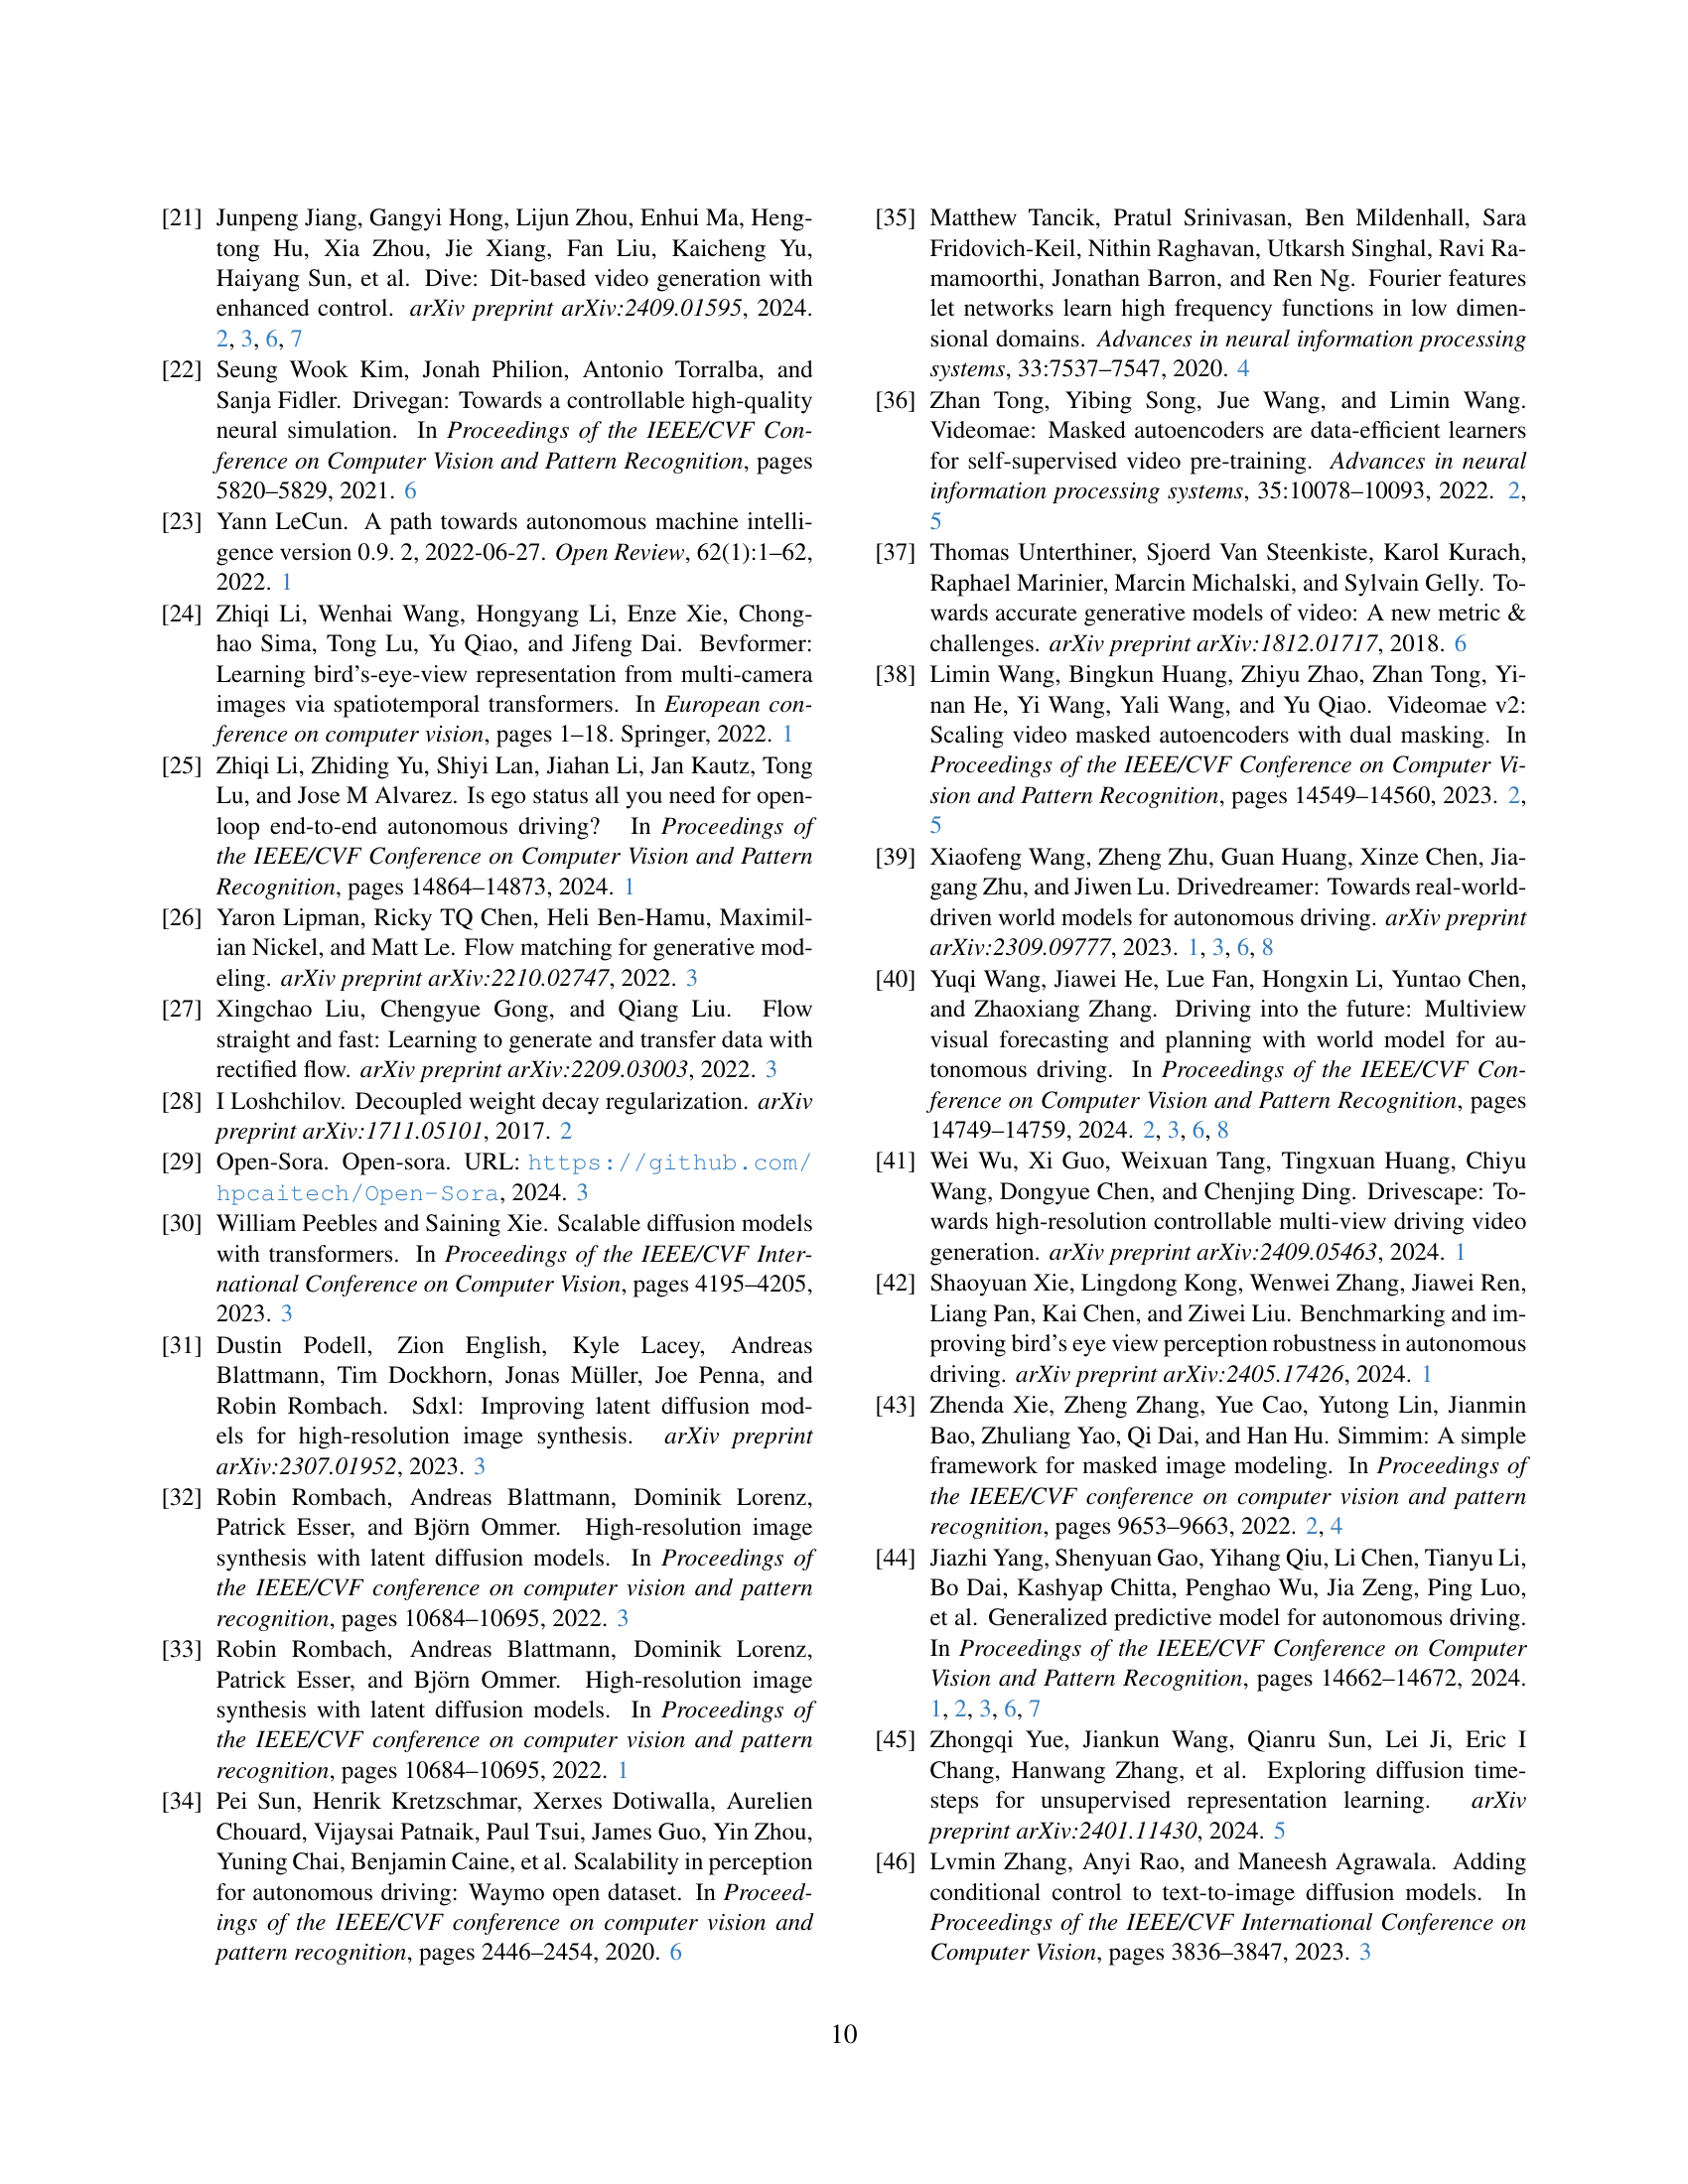 [21] Junpeng Jiang, Gangyi Hong, Lijun Zhou, Enhui Ma, Heng-
tong Hu, Xia Zhou, Jie Xiang, Fan Liu, Kaicheng Yu,
Haiyang Sun, et al. Dive: Dit-based video generation with
enhanced control. arXiv preprint arXiv:2409.01595, 2024.
2, 3, 6, 7
[22] Seung Wook Kim, Jonah Philion, Antonio Torralba, and
Sanja Fidler. Drivegan: Towards a controllable high-quality
neural simulation. In Proceedings of the IEEE/CVF Con-
ference on Computer Vision and Pattern Recognition, pages
5820–5829, 2021. 6
[23] Yann LeCun. A path towards autonomous machine intelli-
gence version 0.9. 2, 2022-06-27. Open Review, 62(1):1–62,
2022. 1
[24] Zhiqi Li, Wenhai Wang, Hongyang Li, Enze Xie, Chong-
hao Sima, Tong Lu, Yu Qiao, and Jifeng Dai. Bevformer:
Learning bird's-eye-view representation from multi-camera
images via spatiotemporal transformers. In European con-
ference on computer vision, pages 1–18. Springer, 2022. 1
[25] Zhiqi Li, Zhiding Yu, Shiyi Lan, Jiahan Li, Jan Kautz, Tong
Lu, and Jose M Alvarez. Is ego status all you need for open-
loop end-to-end autonomous driving? In Proceedings of
the IEEE/CVF Conference on Computer Vision and Pattern
Recognition, pages 14864–14873, 2024. 1
[26] Yaron Lipman, Ricky TQ Chen, Heli Ben-Hamu, Maximil-
ian Nickel, and Matt Le. Flow matching for generative mod-
eling. arXiv preprint arXiv:2210.02747, 2022. 3
[27] Xingchao Liu, Chengyue Gong, and Qiang Liu. Flow
straight and fast: Learning to generate and transfer data with
rectified flow. arXiv preprint arXiv:2209.03003, 2022. 3
[28] I Loshchilov. Decoupled weight decay regularization. arXiv
preprint arXiv:1711.05101, 2017. 2
[29] Open-Sora. Open-sora. URL: https://github.com/
hpcaitech/Open-Sora, 2024. 3
[30] William Peebles and Saining Xie. Scalable diffusion models
with transformers. In Proceedings of the IEEE/CVF Inter-
national Conference on Computer Vision, pages 4195–4205,
2023. 3
[31] Dustin Podell, Zion English, Kyle Lacey, Andreas
Blattmann, Tim Dockhorn, Jonas Müller, Joe Penna, and
Robin Rombach. Sdxl: Improving latent diffusion mod-
els for high-resolution image synthesis. arXiv preprint
arXiv:2307.01952, 2023. 3
[32] Robin Rombach, Andreas Blattmann, Dominik Lorenz,
Patrick Esser, and Björn Ommer. High-resolution image
synthesis with latent diffusion models. In Proceedings of
the IEEE/CVF conference on computer vision and pattern
recognition, pages 10684–10695, 2022. 3
[33] Robin Rombach, Andreas Blattmann, Dominik Lorenz,
Patrick Esser, and Björn Ommer. High-resolution image
synthesis with latent diffusion models. In Proceedings of
the IEEE/CVF conference on computer vision and pattern
recognition, pages 10684–10695, 2022. 1
[34] Pei Sun, Henrik Kretzschmar, Xerxes Dotiwalla, Aurelien
Chouard, Vijaysai Patnaik, Paul Tsui, James Guo, Yin Zhou,
Yuning Chai, Benjamin Caine, et al. Scalability in perception
for autonomous driving: Waymo open dataset. In Proceed-
ings of the IEEE/CVF conference on computer vision and
pattern recognition, pages 2446–2454, 2020. 6
[35] Matthew Tancik, Pratul Srinivasan, Ben Mildenhall, Sara
Fridovich-Keil, Nithin Raghavan, Utkarsh Singhal, Ravi Ra-
mamoorthi, Jonathan Barron, and Ren Ng. Fourier features
let networks learn high frequency functions in low dimen-
sional domains. Advances in neural information processing
systems, 33:7537–7547, 2020. 4
[36] Zhan Tong, Yibing Song, Jue Wang, and Limin Wang.
Videomae: Masked autoencoders are data-efficient learners
for self-supervised video pre-training. Advances in neural
information processing systems, 35:10078–10093, 2022. 2,
5
[37] Thomas Unterthiner, Sjoerd Van Steenkiste, Karol Kurach,
Raphael Marinier, Marcin Michalski, and Sylvain Gelly. To-
wards accurate generative models of video: A new metric &
challenges. arXiv preprint arXiv:1812.01717, 2018. 6
[38] Limin Wang, Bingkun Huang, Zhiyu Zhao, Zhan Tong, Yi-
nan He, Yi Wang, Yali Wang, and Yu Qiao. Videomae v2:
Scaling video masked autoencoders with dual masking. In
Proceedings of the IEEE/CVF Conference on Computer Vi-
sion and Pattern Recognition, pages 14549–14560, 2023. 2,
5
[39] Xiaofeng Wang, Zheng Zhu, Guan Huang, Xinze Chen, Jia-
gang Zhu, and Jiwen Lu. Drivedreamer: Towards real-world-
driven world models for autonomous driving. arXiv preprint
arXiv:2309.09777, 2023. 1, 3, 6, 8
[40] Yuqi Wang, Jiawei He, Lue Fan, Hongxin Li, Yuntao Chen,
and Zhaoxiang Zhang. Driving into the future: Multiview
visual forecasting and planning with world model for au-
tonomous driving. In Proceedings of the IEEE/CVF Con-
ference on Computer Vision and Pattern Recognition, pages
14749–14759, 2024. 2, 3, 6, 8
[41] Wei Wu, Xi Guo, Weixuan Tang, Tingxuan Huang, Chiyu
Wang, Dongyue Chen, and Chenjing Ding. Drivescape: To-
wards high-resolution controllable multi-view driving video
generation. arXiv preprint arXiv:2409.05463, 2024. 1
[42] Shaoyuan Xie, Lingdong Kong, Wenwei Zhang, Jiawei Ren,
Liang Pan, Kai Chen, and Ziwei Liu. Benchmarking and im-
proving bird's eye view perception robustness in autonomous
driving. arXiv preprint arXiv:2405.17426, 2024. 1
[43] Zhenda Xie, Zheng Zhang, Yue Cao, Yutong Lin, Jianmin
Bao, Zhuliang Yao, Qi Dai, and Han Hu. Simmim: A simple
framework for masked image modeling. In Proceedings of
the IEEE/CVF conference on computer vision and pattern
recognition, pages 9653–9663, 2022. 2, 4
[44] Jiazhi Yang, Shenyuan Gao, Yihang Qiu, Li Chen, Tianyu Li,
Bo Dai, Kashyap Chitta, Penghao Wu, Jia Zeng, Ping Luo,
et al. Generalized predictive model for autonomous driving.
In Proceedings of the IEEE/CVF Conference on Computer
Vision and Pattern Recognition, pages 14662–14672, 2024.
1, 2, 3, 6, 7
[45] Zhongqi Yue, Jiankun Wang, Qianru Sun, Lei Ji, Eric I
Chang, Hanwang Zhang, et al. Exploring diffusion time-
steps for unsupervised representation learning. arXiv
preprint arXiv:2401.11430, 2024. 5
[46] Lvmin Zhang, Anyi Rao, and Maneesh Agrawala. Adding
conditional control to text-to-image diffusion models. In
Proceedings of the IEEE/CVF International Conference on
Computer Vision, pages 3836–3847, 2023. 3
10